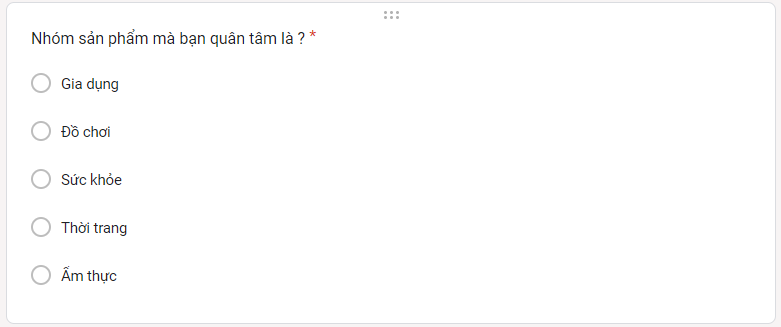 Nhóm sản phẩm mà bạn quân tâm là ? *
Gia dụng
Đồ chơi
Sức khỏe
Thời trang
Ẩm thực